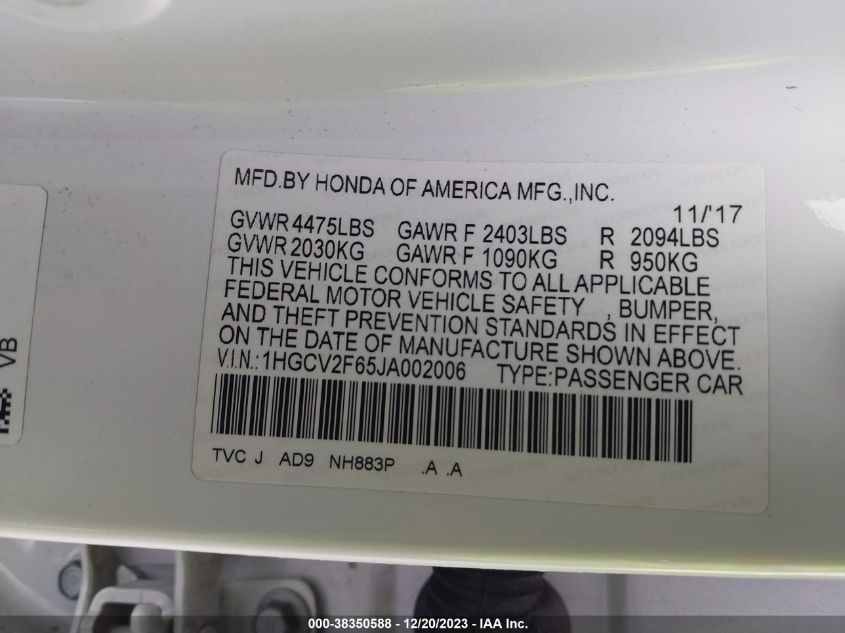 MFD.BY HONDA OF AMERICA MFG.,INC.
11/'17
GVWR 4475LBS GAWR F 2403LBS R 2094LBS
GVWR 2030KG GAWR F 1090KG R 950KG
THIS VEHICLE CONFORMS TO ALL APPLICABLE
FEDERAL MOTOR VEHICLE SAFETY , BUMPER,
AND THEFT PREVENTION STANDARDS IN EFFECT
ON THE DATE OF MANUFACTURE SHOWN ABOVE.
V.I.N.:1HGCV2F65JA002006 TYPE:PASSENGER CAR
TVC J AD9 NH883P .A .A
VB
000-38350588 - 12/20/2023 - IAA Inc.